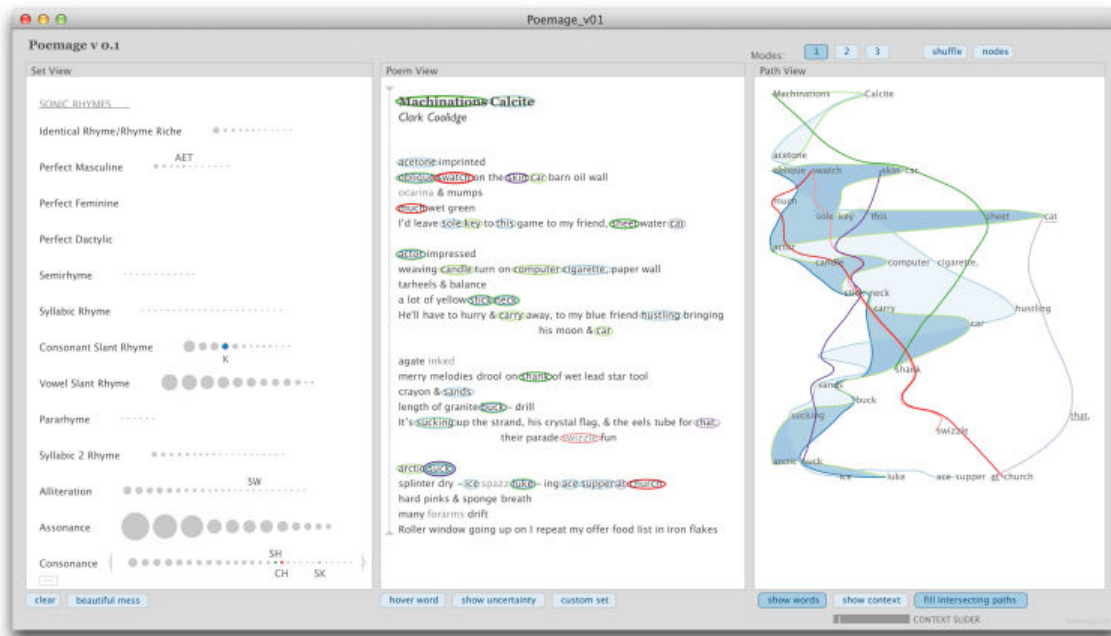 Poemage_v01
Poemage v 0.1
Modes: 1 2 3 shuffle nodes
Set View
SONIC RHYMES
Identical Rhyme/Rhyme Riche
AET
Perfect Masculine
Perfect Feminine
Perfect Dactylic
Semirhyme
Syllabic Rhyme
Consonant Slant Rhyme
K
Vowel Slant Rhyme
Pararhyme
Syllabic 2 Rhyme
SW
Alliteration
Assonance
SH
Consonance
CH SK
clear beautiful mess
Poem View
Machinations Calcite
Clark Coolidge
acetone imprinted
oblique swatch on the skin car barn oil wall
ocarina & mumps
much wet green
I'd leave sole key to this game to my friend, sheet water cat
actor impressed
weaving candle turn on computer cigarette, paper wall
tarheels & balance
a lot of yellow stick neck
He'll have to hurry & carry away, to my blue friend hustling bringing
his moon & car
agate inked
merry melodies drool on shank of wet lead star tool
crayon & sands
length of granite buck – drill
It's sucking up the strand, his crystal flag, & the eels tube for that,
their parade swizzle fun
arctic suck
splinter dry – ice spazz luke – ing ace supper at church
hard pinks & sponge breath
many forarms drift
Roller window going up on I repeat my offer food list in iron flakes
hover word show uncertainty custom set
Path View
Machinations Calcite
acetone
oblique swatch skin car
much
sole key this sheet cat
actor
candle computer cigarette,
stick neck
carry hustling
car
shank
sands
buck
sucking that,
swizzle
arctic suck
ice luke ace supper at church
show words show context fill intersecting paths
CONTEXT SLIDER